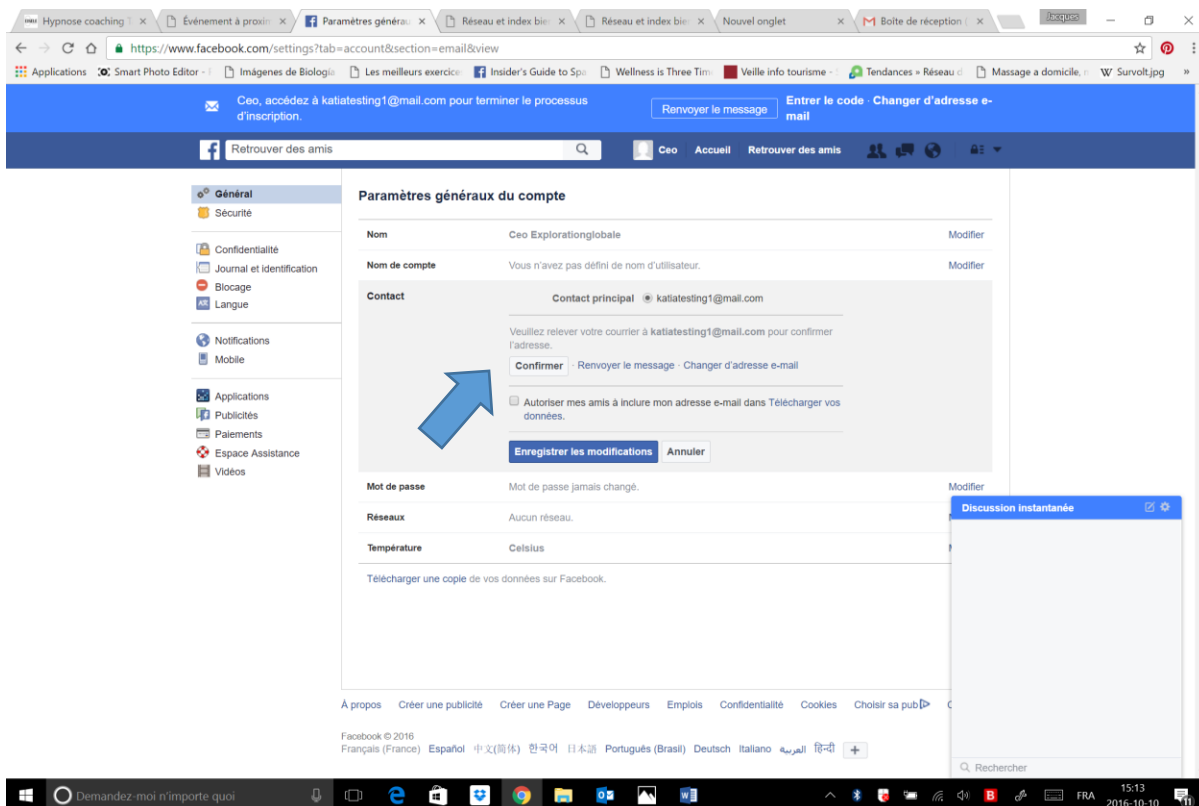 Hypnose coaching T
Événement à proxim
Paramètres générau
Réseau et index bie
Réseau et index bie
Nouvel onglet
Boîte de réception (
Jacques
https://www.facebook.com/settings?tab=account&section=email&view
Applications
Smart Photo Editor -
Imágenes de Biología
Les meilleurs exercice
Insider's Guide to Spa
Wellness is Three Tim
Veille info tourisme -
Tendances » Réseau d
Massage a domicile,
W Survolt.jpg
»
Ceo, accédez à katiatesting1@mail.com pour terminer le processus
d'inscription.
Renvoyer le message
Entrer le code · Changer d'adresse e-
mail
Retrouver des amis
Ceo
Accueil
Retrouver des amis
Général
Sécurité
Confidentialité
Journal et identification
Blocage
Langue
Notifications
Mobile
Applications
Publicités
Paiements
Espace Assistance
Vidéos
Paramètres généraux du compte
Nom Ceo Explorationglobale Modifier
Nom de compte Vous n'avez pas défini de nom d'utilisateur. Modifier
Contact Contact principal katiatesting1@mail.com
Veuillez relever votre courrier à katiatesting1@mail.com pour confirmer
l'adresse.
Confirmer · Renvoyer le message · Changer d'adresse e-mail
Autoriser mes amis à inclure mon adresse e-mail dans Télécharger vos
données.
Enregistrer les modifications Annuler
Mot de passe Mot de passe jamais changé. Modifier
Réseaux Aucun réseau.
Température Celsius
Télécharger une copie de vos données sur Facebook.
Discussion instantanée
Rechercher
À propos Créer une publicité Créer une Page Développeurs Emplois Confidentialité Cookies Choisir sa pub
Facebook © 2016
Français (France) Español 中文(简体) 한국어 日本語 Português (Brasil) Deutsch Italiano العربية हिन्दी +
Demandez-moi n'importe quoi
FRA
15:13
2016-10-10